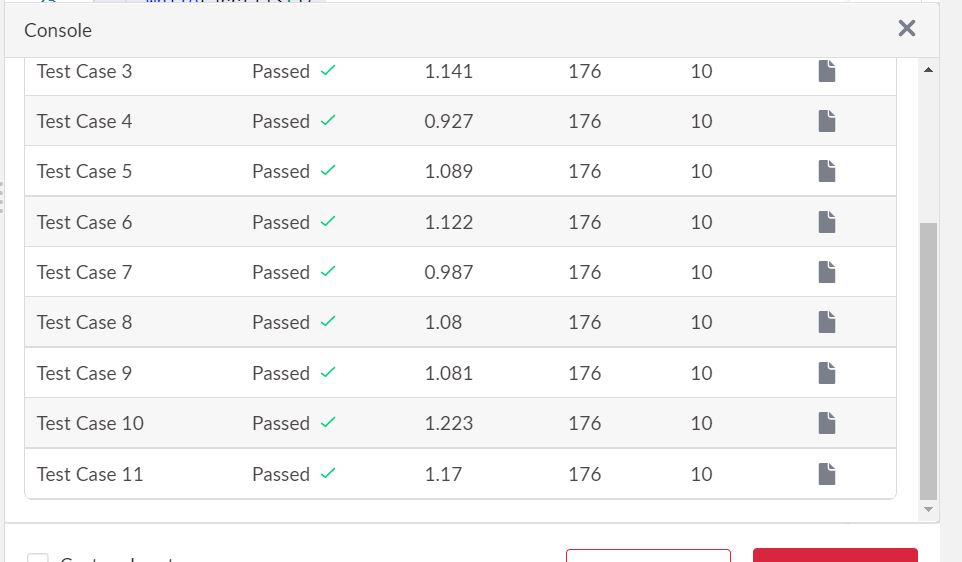 Console
Test Case 3 Passed 1.141 176 10
Test Case 4 Passed 0.927 176 10
Test Case 5 Passed 1.089 176 10
Test Case 6 Passed 1.122 176 10
Test Case 7 Passed 0.987 176 10
Test Case 8 Passed 1.08 176 10
Test Case 9 Passed 1.081 176 10
Test Case 10 Passed 1.223 176 10
Test Case 11 Passed 1.17 176 10